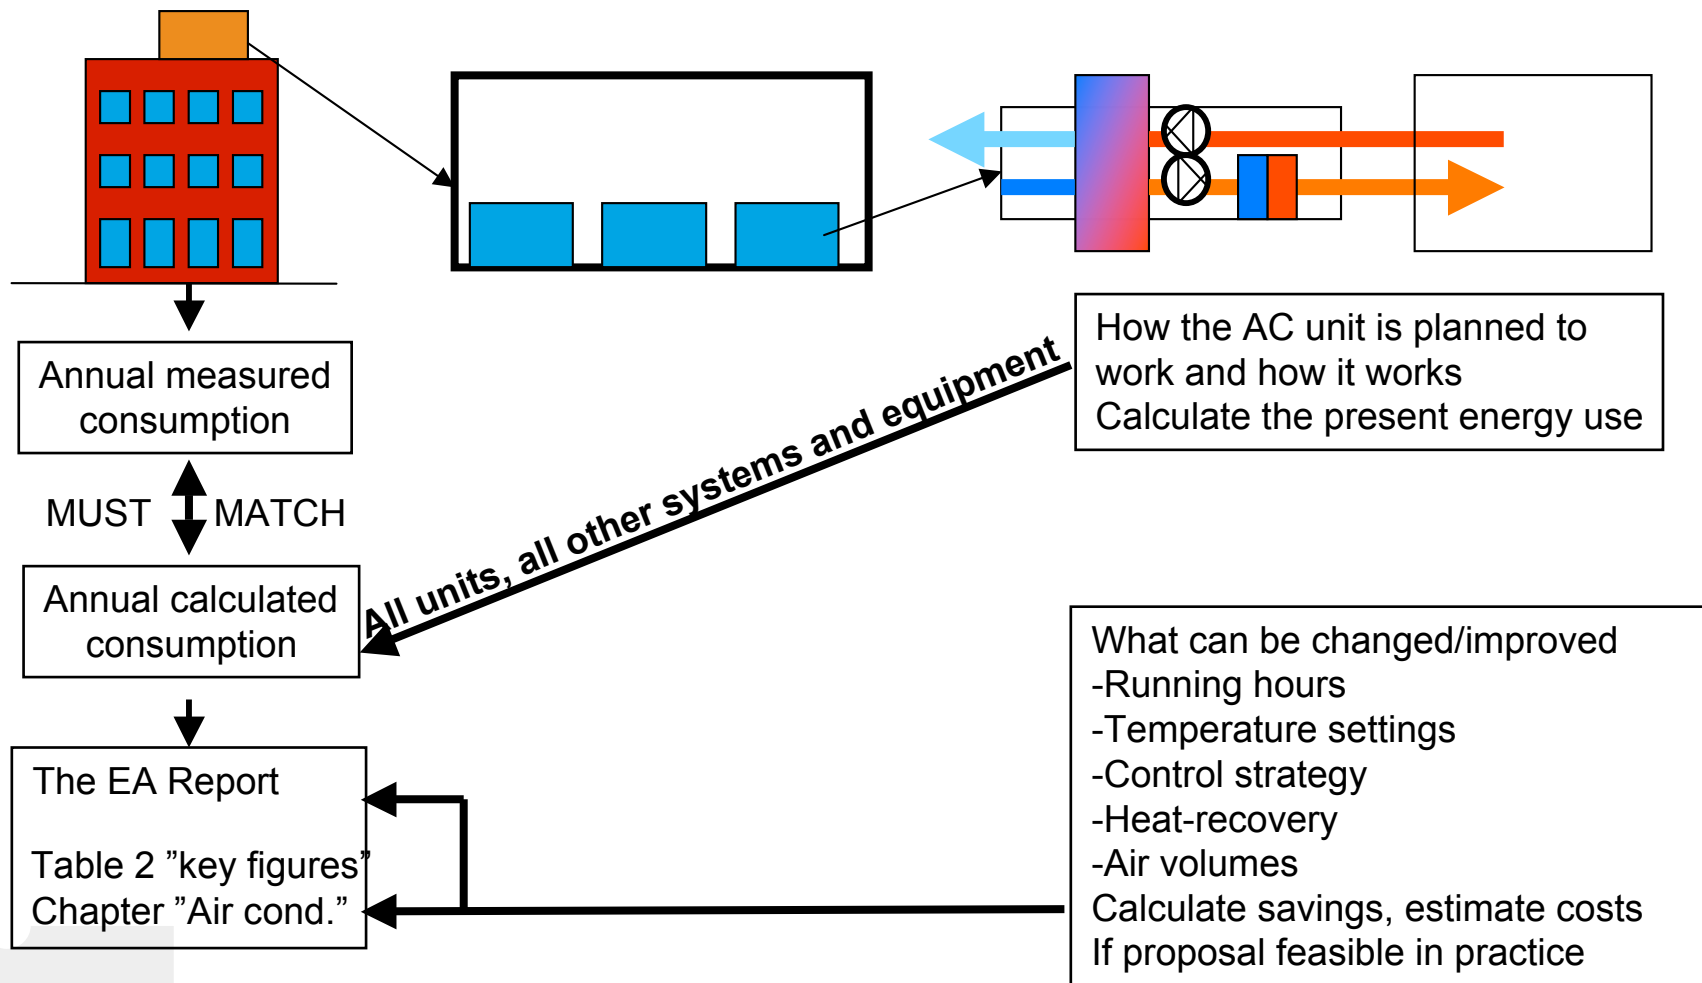 How the AC unit is planned to
work and how it works
Calculate the present energy use
Annual measured
consumption
MUST MATCH
All units, all other systems and equipment
Annual calculated
consumption
What can be changed/improved
-Running hours
-Temperature settings
-Control strategy
-Heat-recovery
-Air volumes
Calculate savings, estimate costs
If proposal feasible in practice
The EA Report
Table 2 ”key figures”
Chapter ”Air cond.”